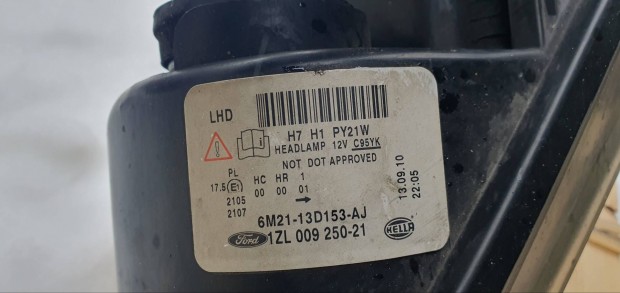 LHD
H7 H1 PY21W
HEADLAMP 12V C95YK
NOT DOT APPROVED
PL HC HR 1
17.5 E1 00 00 01
2105
2107
6M21-13D153-AJ
Ford 1ZL 009 250-21
HELLA
13.09.10
22:05